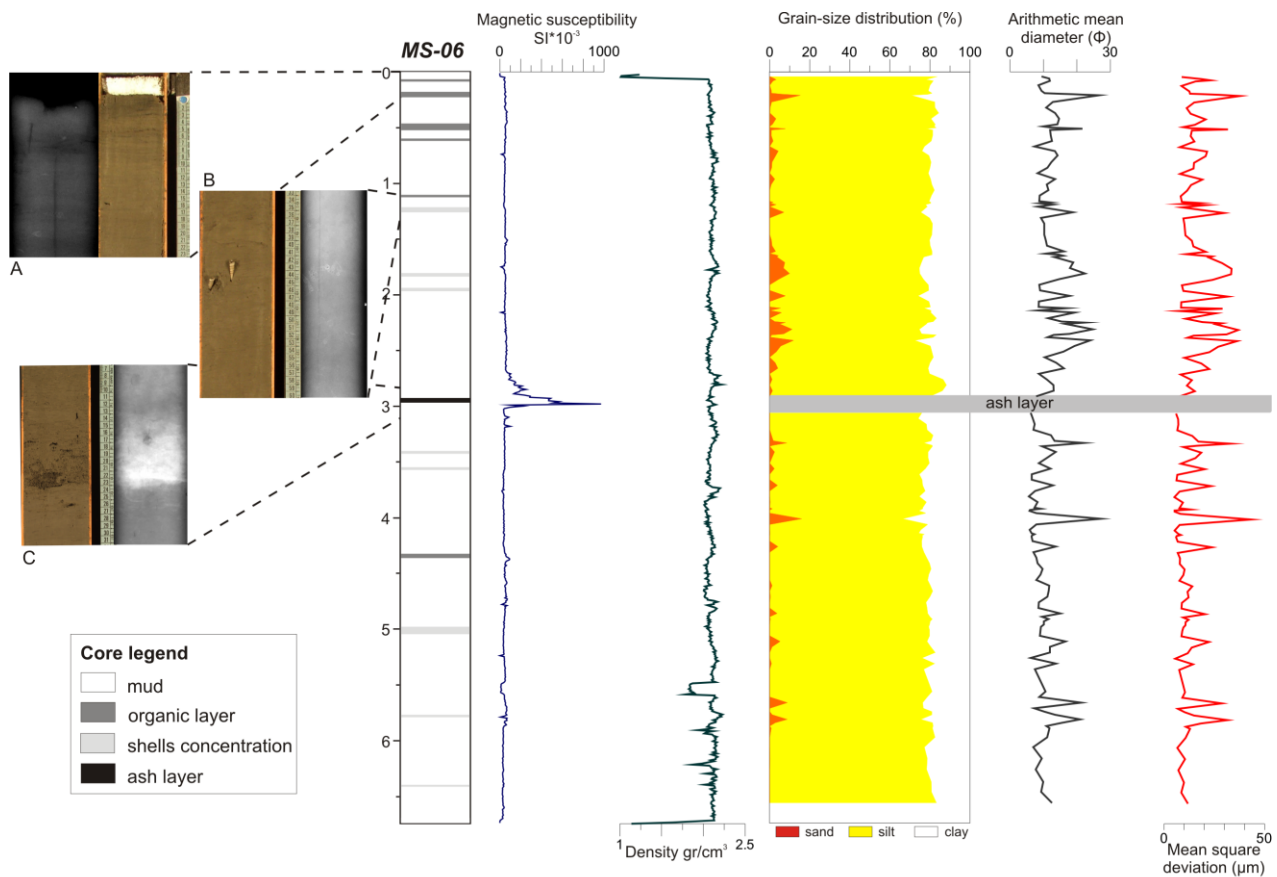 Magnetic susceptibility
SI*10⁻³
0 1000
MS-06
Grain-size distribution (%)
0 20 40 60 80 100
Arithmetic mean
diameter (Φ)
0 30
0
1
2
3
4
5
6
A
B
C
ash layer
Core legend
mud
organic layer
shells concentration
ash layer
1 2.5
Density gr/cm³
sand silt clay
0 50
Mean square
deviation (µm)